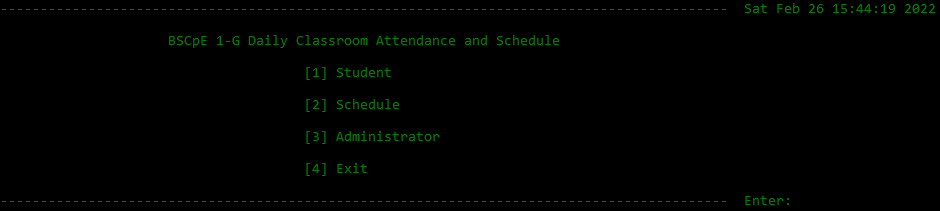 ------------------------------------------------------------------------------------------- Sat Feb 26 15:44:19 2022
BSCpE 1-G Daily Classroom Attendance and Schedule
[1] Student
[2] Schedule
[3] Administrator
[4] Exit
------------------------------------------------------------------------------------------- Enter: